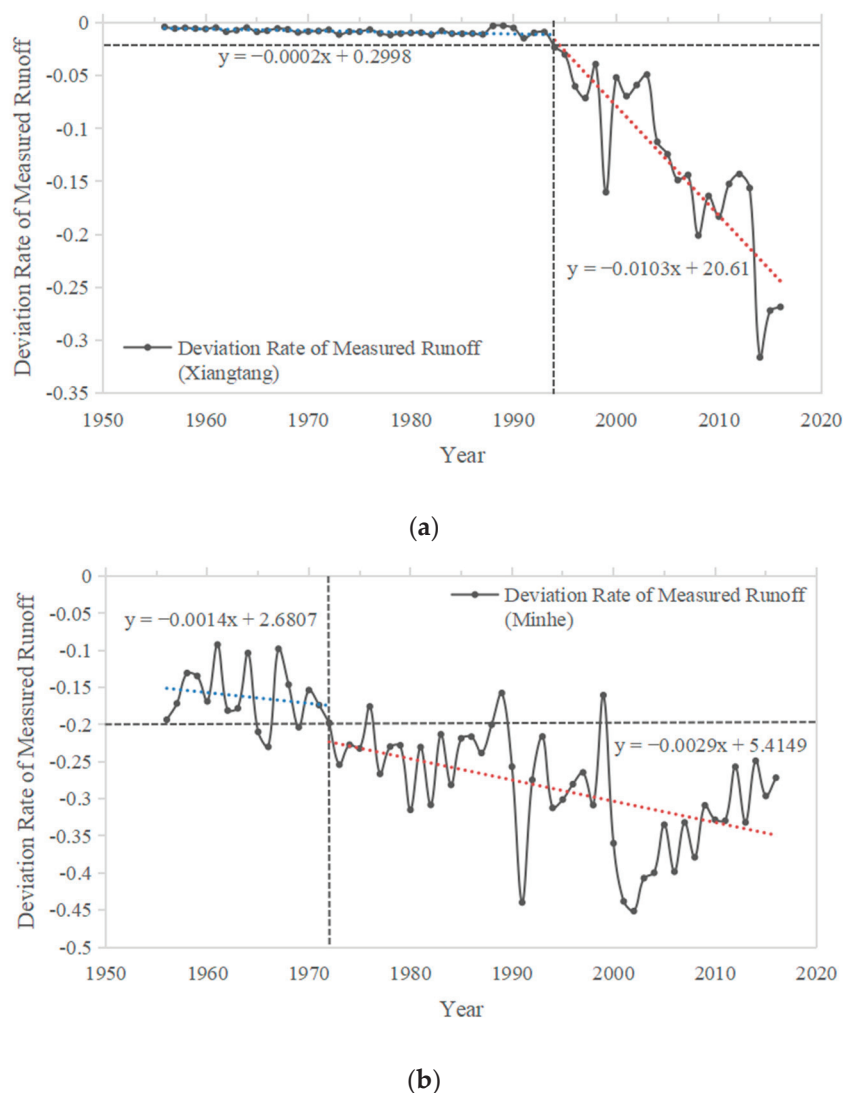 0
-0.05
-0.1
-0.15
-0.2
-0.25
-0.3
-0.35
Deviation Rate of Measured Runoff
y = −0.0002x + 0.2998
y = −0.0103x + 20.61
Deviation Rate of Measured Runoff
(Xiangtang)
1950 1960 1970 1980 1990 2000 2010 2020
Year
(a)
0
-0.05
-0.1
-0.15
-0.2
-0.25
-0.3
-0.35
-0.4
-0.45
-0.5
Deviation Rate of Measured Runoff
Deviation Rate of Measured Runoff
(Minhe)
y = −0.0014x + 2.6807
y = −0.0029x + 5.4149
1950 1960 1970 1980 1990 2000 2010 2020
Year
(b)